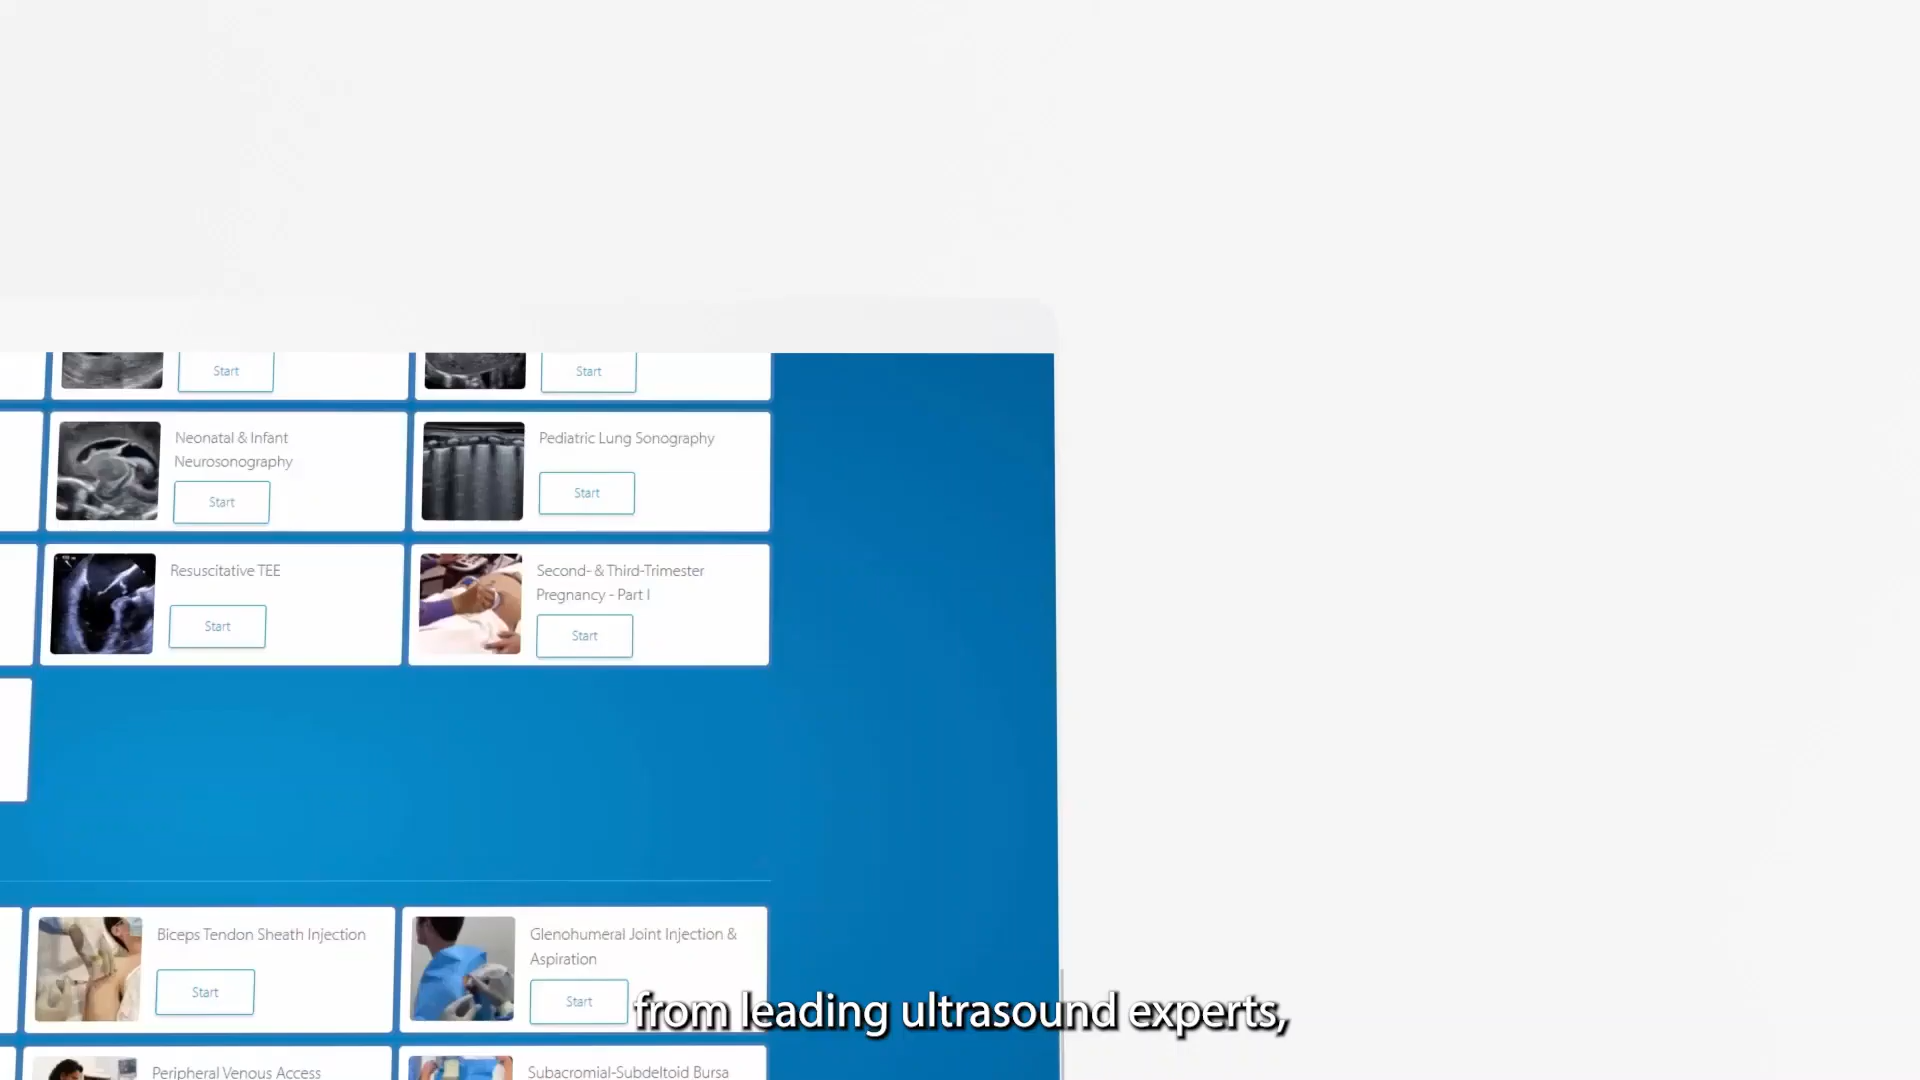 Start
Start
Neonatal & Infant
Neurosonography
Start
Pediatric Lung Sonography
Start
Resuscitative TEE
Start
Second- & Third-Trimester
Pregnancy - Part I
Start
Biceps Tendon Sheath Injection
Start
Glenohumeral Joint Injection &
Aspiration
Start
from leading ultrasound experts,
Peripheral Venous Access
Subacromial-Subdeltoid Bursa